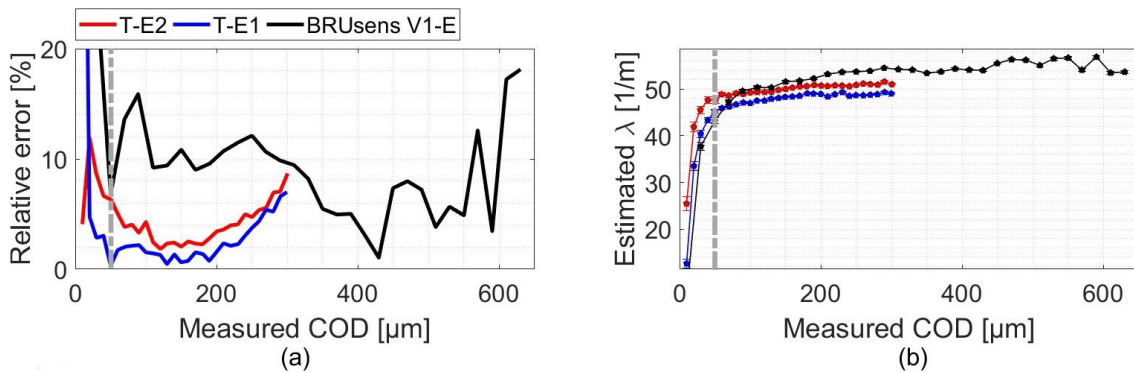 T-E2 T-E1 BRUsens V1-E
20
10
0
Relative error [%]
0 200 400 600
Measured COD [µm]
(a)
50
40
30
20
Estimated λ [1/m]
0 200 400 600
Measured COD [µm]
(b)